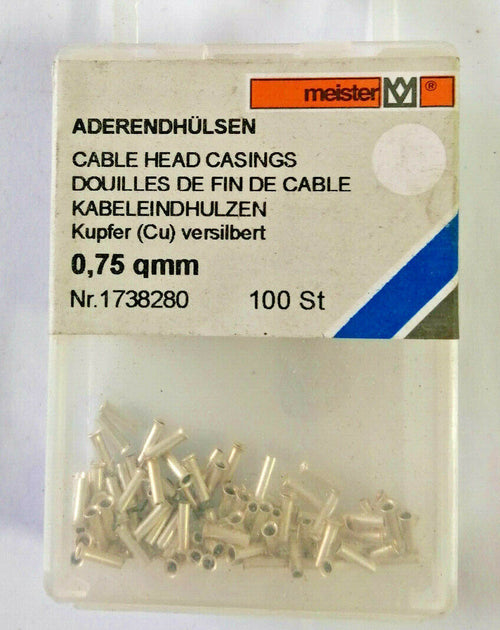 meister ®
ADERENDHÜLSEN
CABLE HEAD CASINGS
DOUILLES DE FIN DE CABLE
KABELEINDHULZEN
Kupfer (Cu) versilbert
0,75 qmm
Nr.1738280 100 St